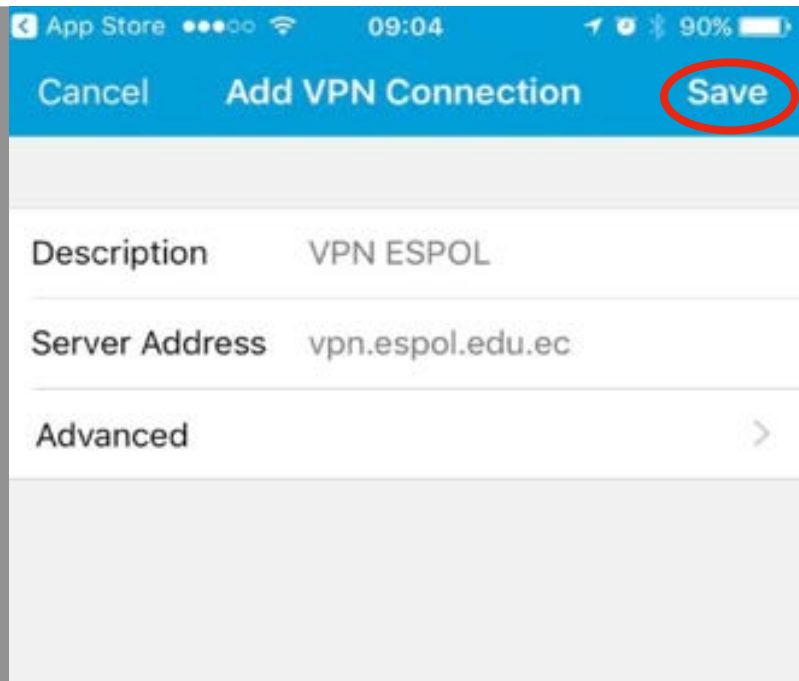 App Store 09:04 90%
Cancel Add VPN Connection Save
Description VPN ESPOL
Server Address vpn.espol.edu.ec
Advanced